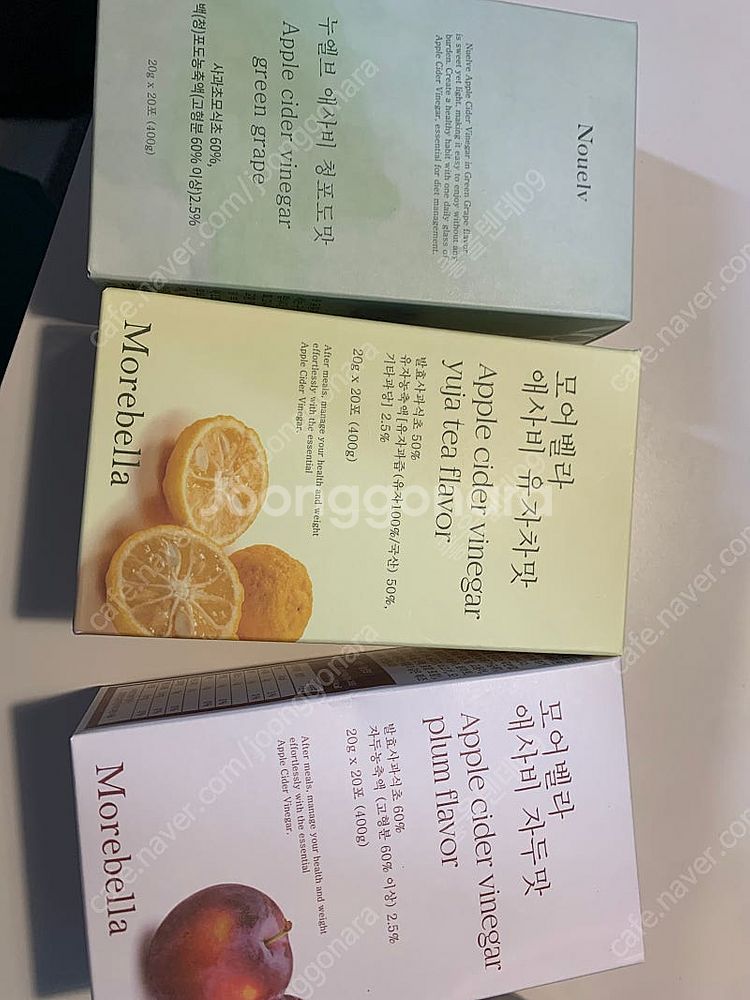 Nouelv
Nuelve Apple Cider Vinegar in Green Grape flavor
is sweet yet light, making it easy to enjoy without any
burden. Create a healthy habit with one daily glass of
Apple Cider Vinegar, essential for diet management.
누엘브 애사비 청포도맛
Apple cider vinegar
green grape
사과초모식초 60%,
백(청)포도농축액(고형분 60% 이상)2.5%
20g x 20포 (400g)
모어벨라
애사비 유자차맛
Apple cider vinegar
yuja tea flavor
발효사과식초 50%
유자농축액[유자과즙(유자100%/국산) 50%,
기타과당] 2.5%
20g x 20포 (400g)
After meals, manage your health and weight
effortlessly with the essential
Apple Cider Vinegar.
Morebella
모어벨라
애사비 자두맛
Apple cider vinegar
plum flavor
발효사과식초 60%
자두농축액 (고형분 60% 이상) 2.5%
20g x 20포 (400g)
After meals, manage your health and weight
effortlessly with the essential
Apple Cider Vinegar.
Morebella
Joonggonara
cafe.naver.com/joonggonara